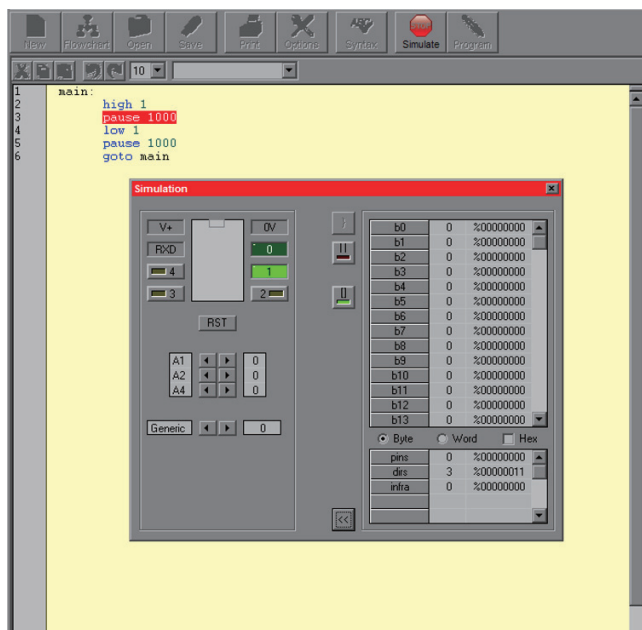 New Flowchart Open Save Print Options Syntax Simulate Program
10
1 main:
2 high 1
3 pause 1000
4 low 1
5 pause 1000
6 goto main
Simulation
V+ 0V
RXD 0
4 1
3 2
RST
A1 0
A2 0
A4 0
Generic 0
b0 0 %00000000
b1 0 %00000000
b2 0 %00000000
b3 0 %00000000
b4 0 %00000000
b5 0 %00000000
b6 0 %00000000
b7 0 %00000000
b8 0 %00000000
b9 0 %00000000
b10 0 %00000000
b11 0 %00000000
b12 0 %00000000
b13 0 %00000000
Byte Word Hex
pins 0 %00000000
dirs 3 %00000011
infra 0 %00000000
<<